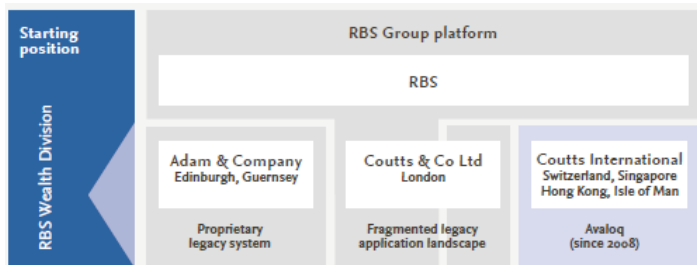 Starting
position
RBS Wealth Division
RBS Group platform
RBS
Adam & Company
Edinburgh, Guernsey
Proprietary
legacy system
Coutts & Co Ltd
London
Fragmented legacy
application landscape
Coutts International
Switzerland, Singapore
Hong Kong, Isle of Man
Avaloq
(since 2008)